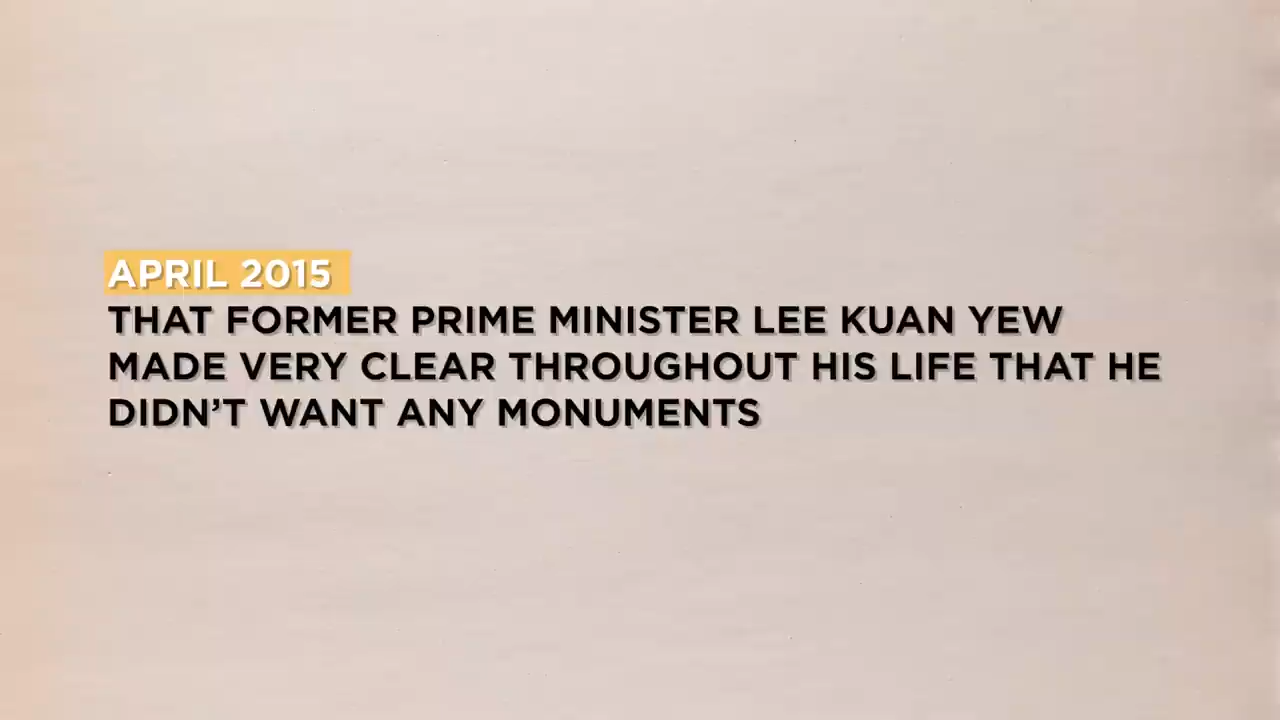 APRIL 2015
THAT FORMER PRIME MINISTER LEE KUAN YEW
MADE VERY CLEAR THROUGHOUT HIS LIFE THAT HE
DIDN’T WANT ANY MONUMENTS